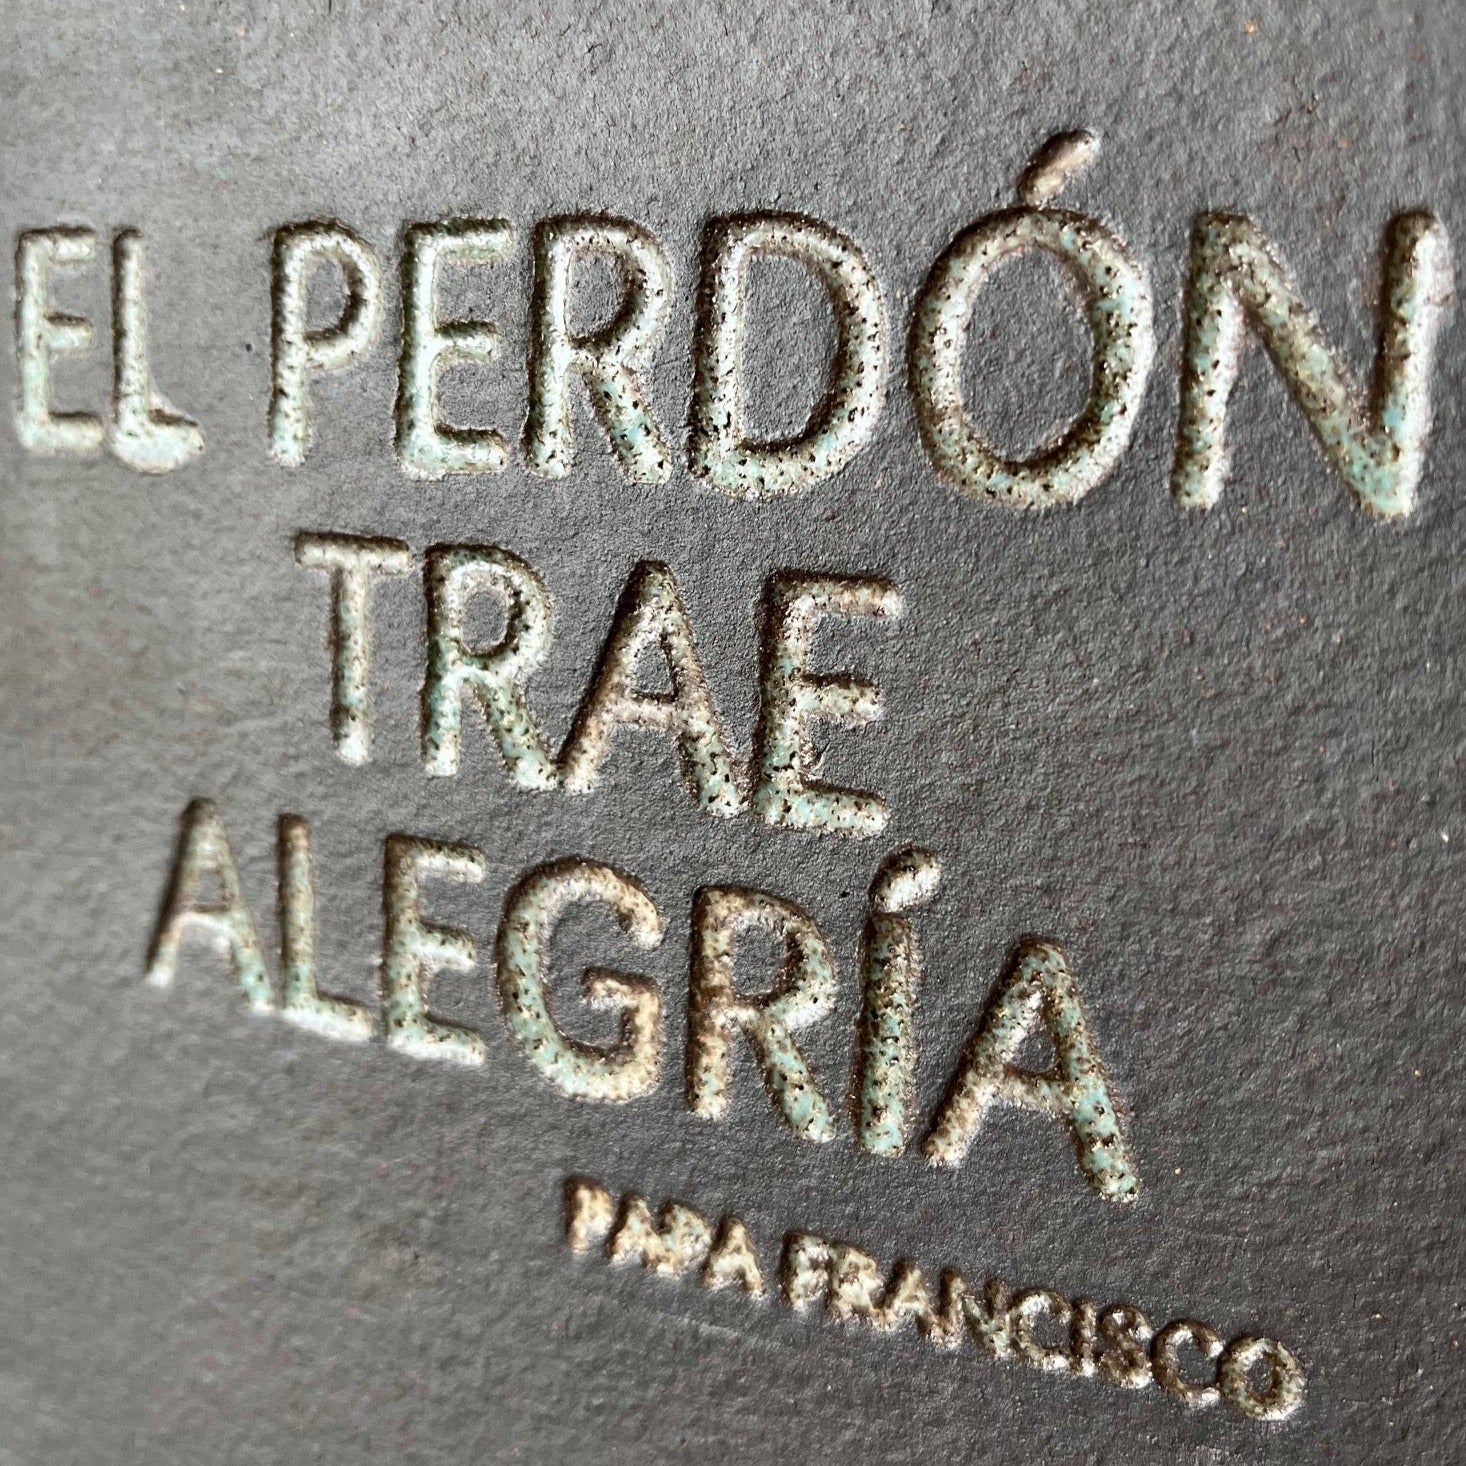 EL PERDÓN
TRAE
ALEGRÍA
PAPA FRANCISCO